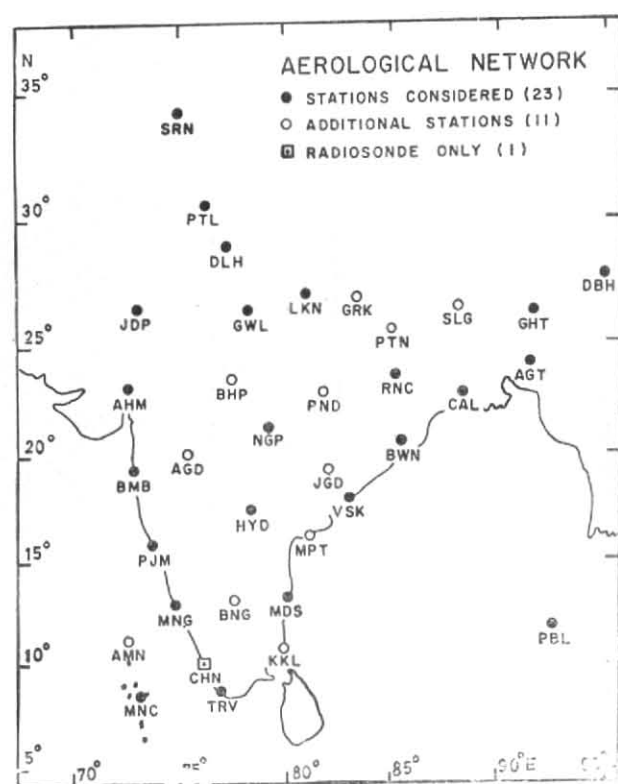 N
AEROLOGICAL NETWORK
35°
STATIONS CONSIDERED (23)
ADDITIONAL STATIONS (11)
RADIOSONDE ONLY (1)
SRN
30°
PTL
DLH
DBH
LKN
GRK
SLG
GHT
JDP
GWL
PTN
25°
AGT
BHP
PND
RNC
CAL
AHM
NGP
20°
AGD
BWN
BMB
JGD
VSK
HYD
MPT
15°
PJM
MNG
BNG
MDS
PBL
10°
AMN
CHN
KKL
MNC
TRV
5°
70°
75°
80°
85°
90°E